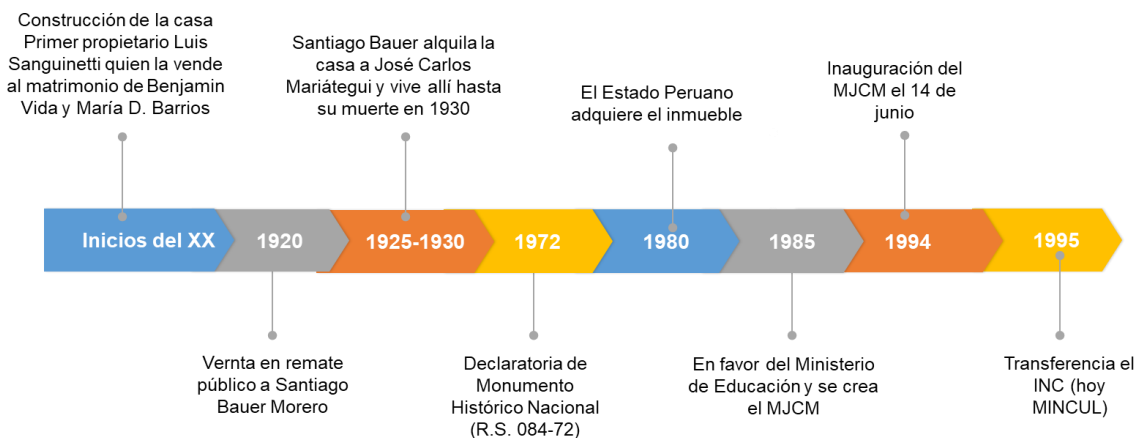 Construcción de la casa
Primer propietario Luis
Sanguinetti quien la vende
al matrimonio de Benjamin
Vida y María D. Barrios
Santiago Bauer alquila la
casa a José Carlos
Mariátegui y vive allí hasta
su muerte en 1930
El Estado Peruano
adquiere el inmueble
Inauguración del
MJCM el 14 de
junio
Inicios del XX
1920
1925-1930
1972
1980
1985
1994
1995
Vernta en remate
público a Santiago
Bauer Morero
Declaratoria de
Monumento
Histórico Nacional
(R.S. 084-72)
En favor del Ministerio
de Educación y se crea
el MJCM
Transferencia el
INC (hoy
MINCUL)